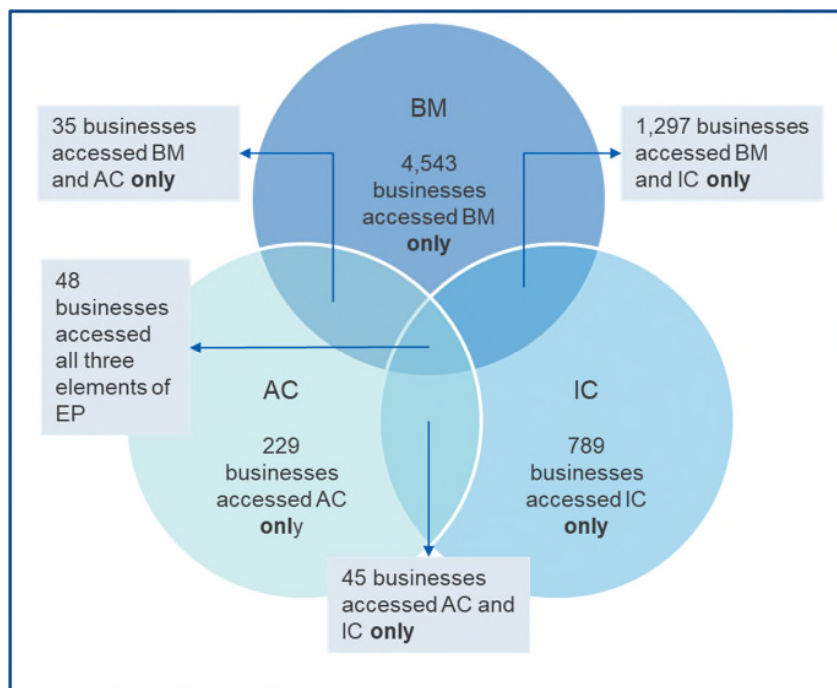 BM
4,543
businesses
accessed BM
only
35 businesses
accessed BM
and AC only
1,297 businesses
accessed BM
and IC only
48
businesses
accessed
all three
elements of
EP
AC
229
businesses
accessed AC
only
IC
789
businesses
accessed IC
only
45 businesses
accessed AC and
IC only